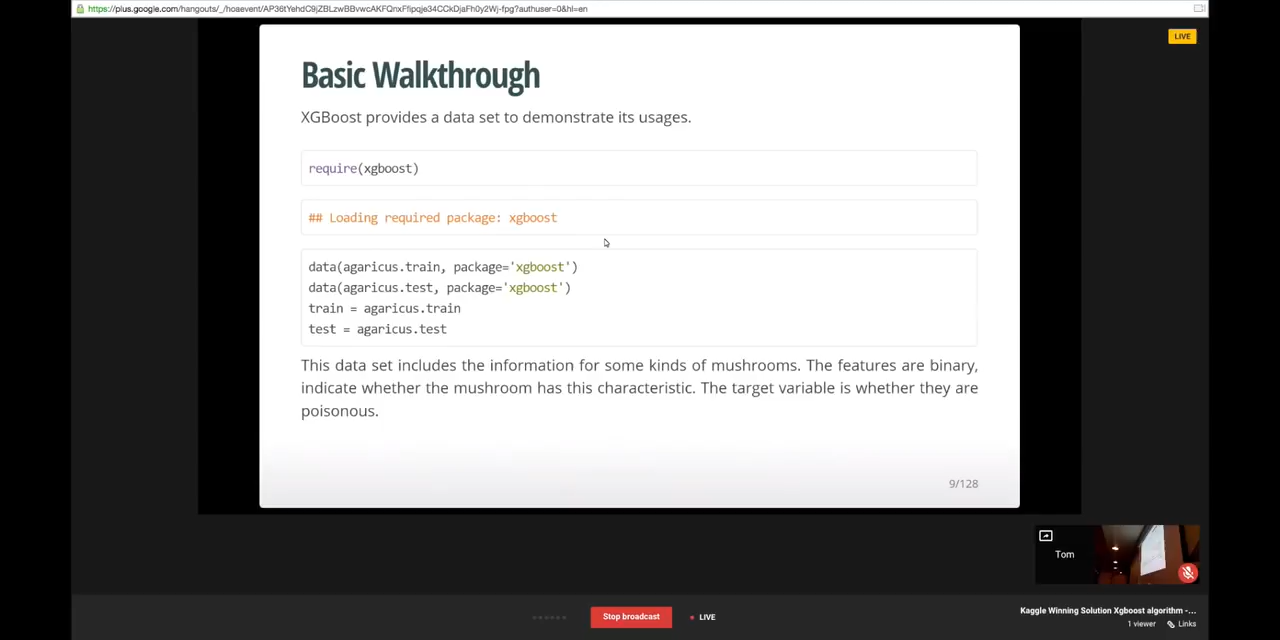 https://plus.google.com/hangouts/_/hoaevent/AP36tYehdC9jZBLzwBBvwcAKFQnxFfipqje34CCkDjaFh0y2Wj-fpg?authuser=0&hl=en
LIVE
Basic Walkthrough
XGBoost provides a data set to demonstrate its usages.
require(xgboost)
## Loading required package: xgboost
data(agaricus.train, package='xgboost')
data(agaricus.test, package='xgboost')
train = agaricus.train
test = agaricus.test
This data set includes the information for some kinds of mushrooms. The features are binary,
indicate whether the mushroom has this characteristic. The target variable is whether they are
poisonous.
9/128
Tom
Stop broadcast
LIVE
Kaggle Winning Solution Xgboost algorithm -...
1 viewer
Links